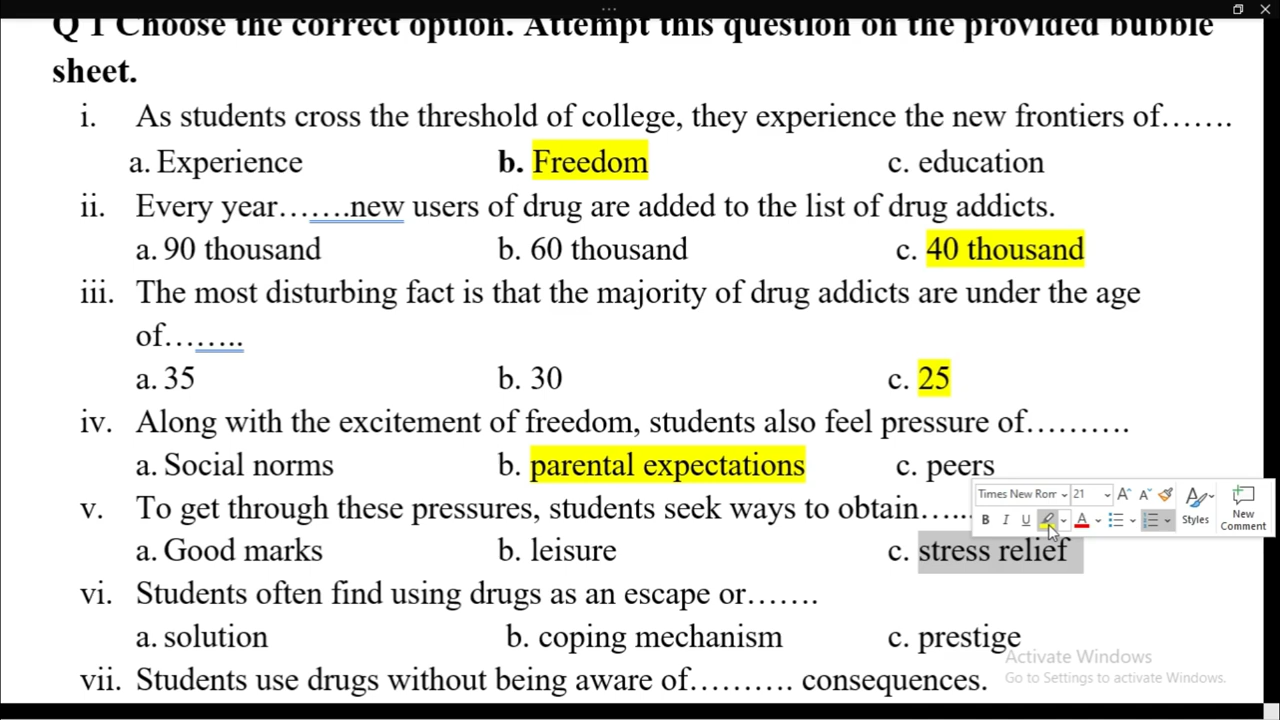 Q 1 Choose the correct option. Attempt this question on the provided bubble
sheet.
i. As students cross the threshold of college, they experience the new frontiers of…….
a. Experience b. Freedom c. education
ii. Every year…….new users of drug are added to the list of drug addicts.
a. 90 thousand b. 60 thousand c. 40 thousand
iii. The most disturbing fact is that the majority of drug addicts are under the age
of……..
a. 35 b. 30 c. 25
iv. Along with the excitement of freedom, students also feel pressure of……….
a. Social norms b. parental expectations c. peers
Times New Ror 21 A A
v. To get through these pressures, students seek ways to obtain…..
B I U A Styles New
Comment
a. Good marks b. leisure c. stress relief
vi. Students often find using drugs as an escape or…….
a. solution b. coping mechanism c. prestige
Activate Windows
Go to Settings to activate Windows.
vii. Students use drugs without being aware of………. consequences.